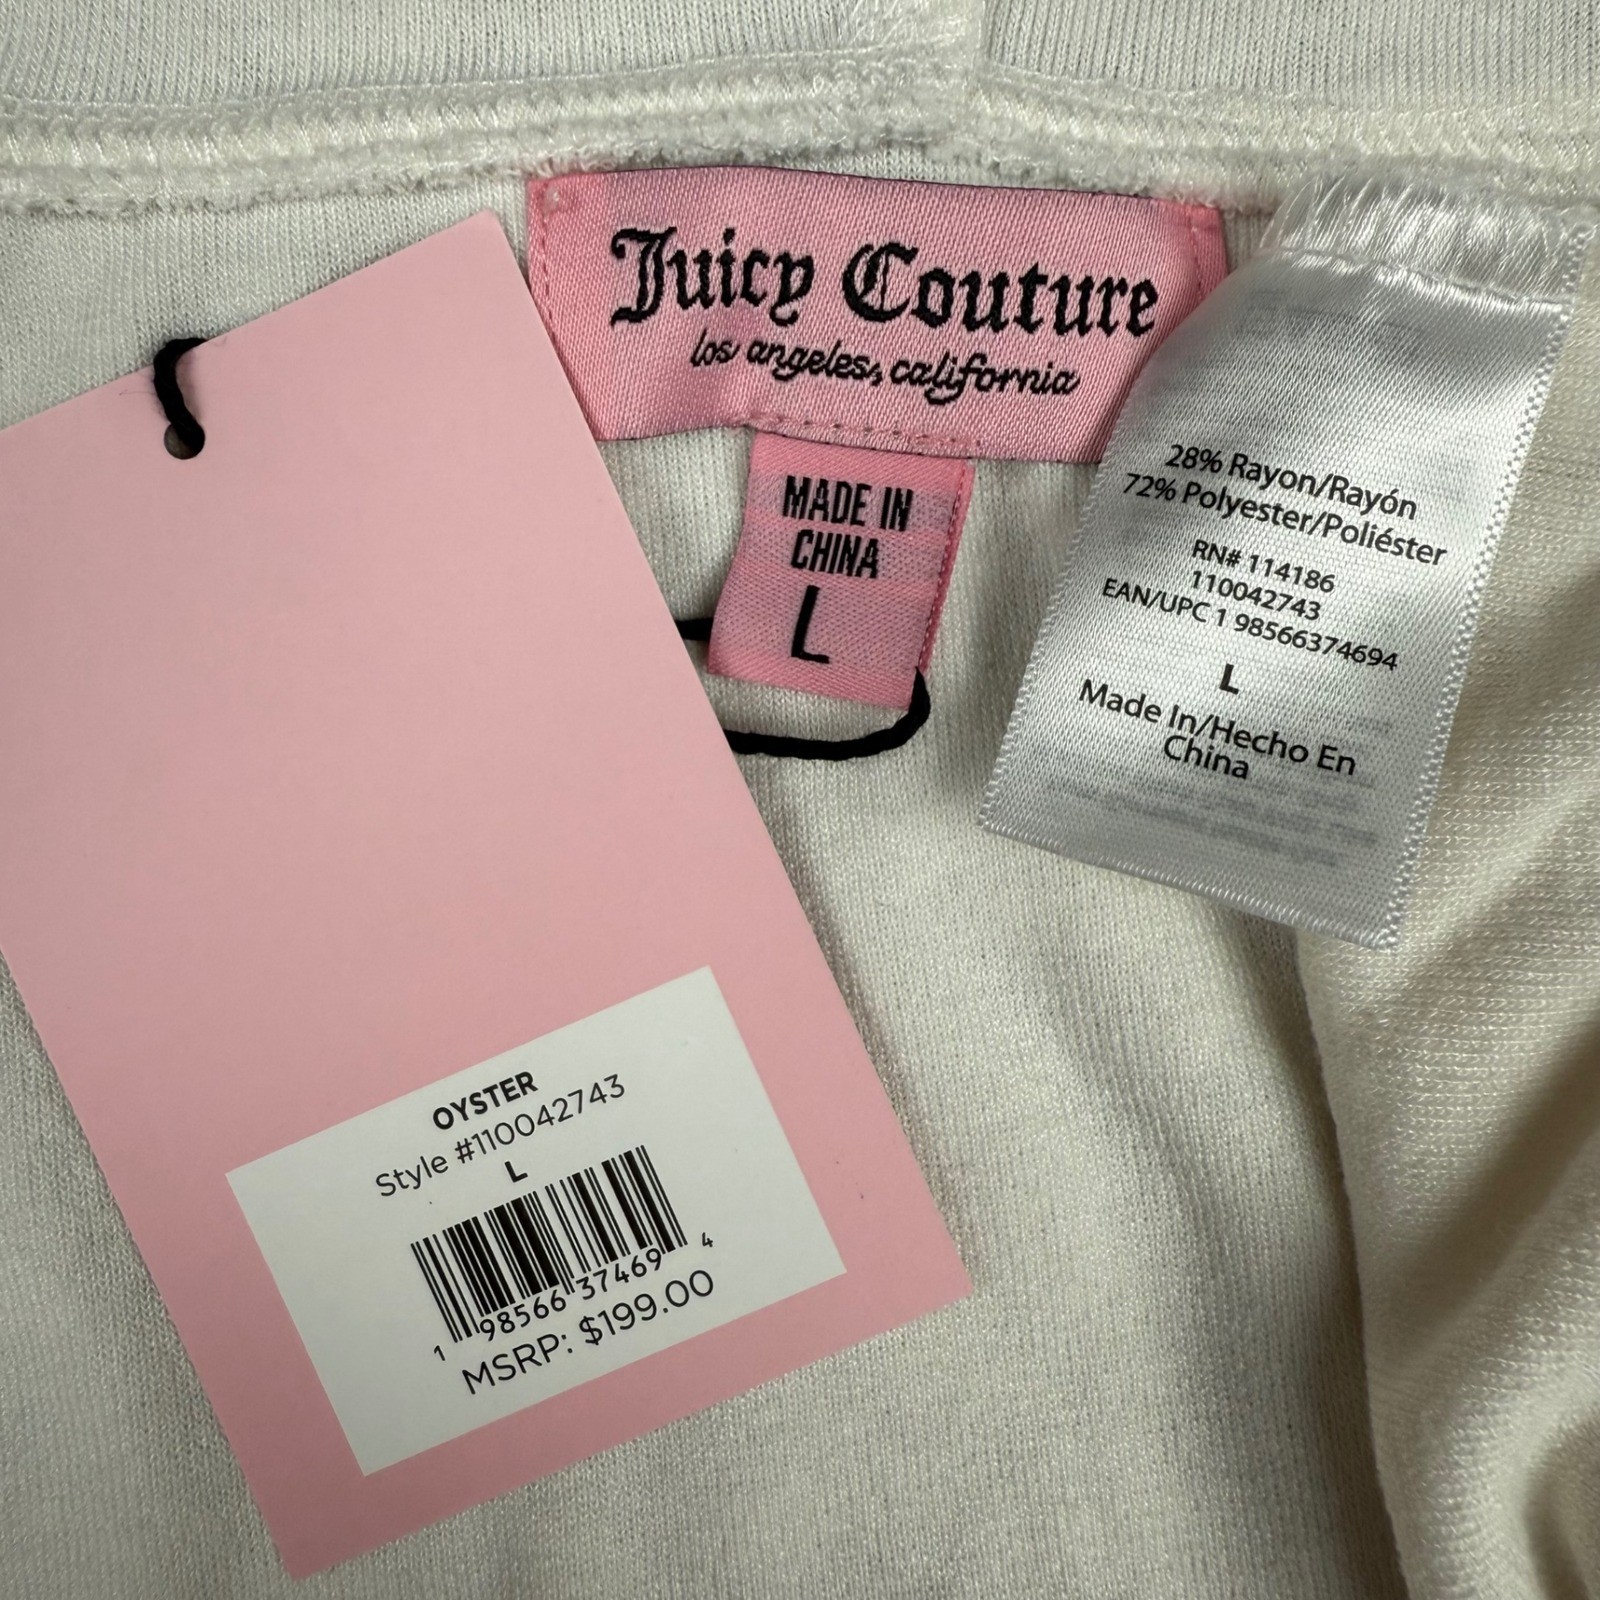 Juicy Couture
los angeles, california
MADE IN
CHINA
L
28% Rayon/Rayón
72% Polyester/Poliéster
RN# 114186
110042743
EAN/UPC 1 98566374694
L
Made In/Hecho En
China
OYSTER
Style #110042743
L
1 98566 37469 4
MSRP: $199.00